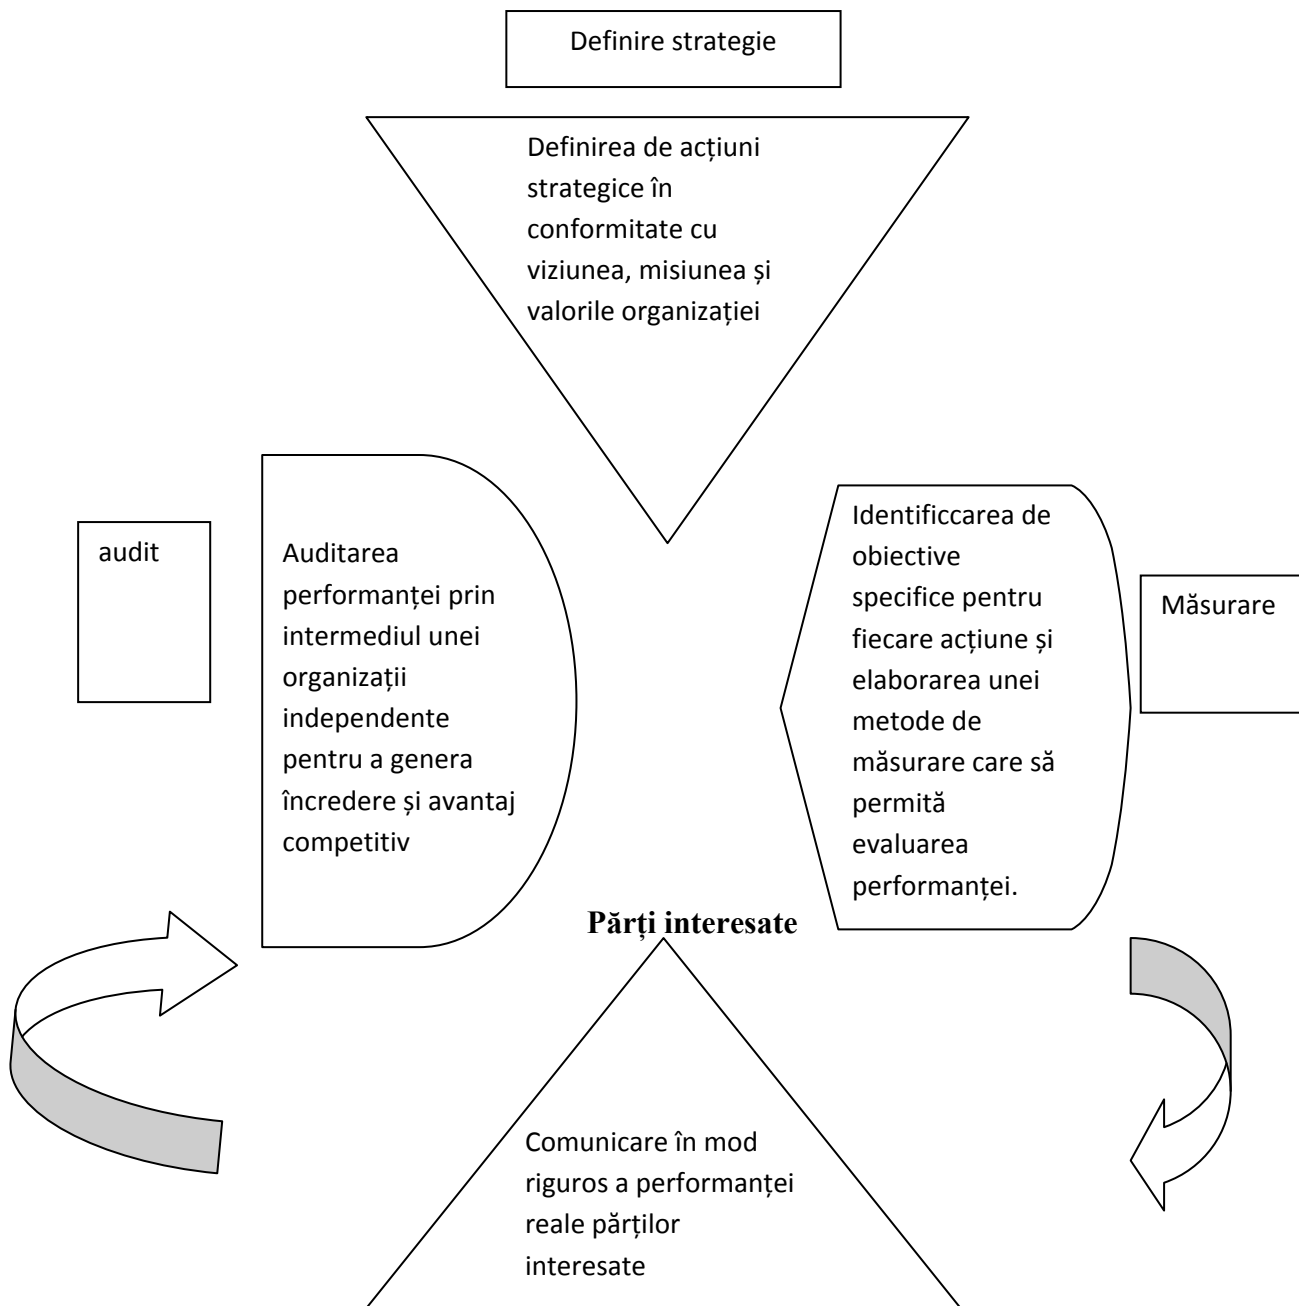 Definire strategie
Definirea de acțiuni
strategice în
conformitate cu
viziunea, misiunea și
valorile organizației
audit
Auditarea
performanței prin
intermediul unei
organizații
independente
pentru a genera
încredere și avantaj
competitiv
Identificcarea de
obiective
specifice pentru
fiecare acțiune și
elaborarea unei
metode de
măsurare care să
permită
evaluarea
performanței.
Măsurare
Părți interesate
Comunicare în mod
riguros a performanței
reale părților
interesate